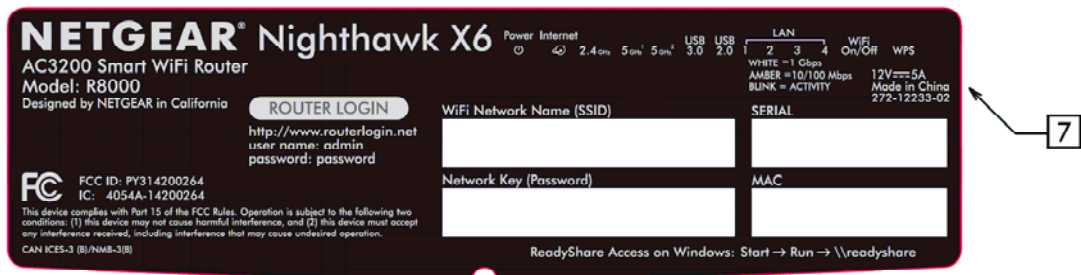 NETGEAR® Nighthawk X6
AC3200 Smart WiFi Router
Model: R8000
Designed by NETGEAR in California
Power Internet 2.4GHz 5GHz¹ 5GHz² USB 3.0 USB 2.0 LAN 1 2 3 4 WiFi On/Off WPS
WHITE = 1 Gbps
AMBER = 10/100 Mbps
BLINK = ACTIVITY
12V⎓5A
Made in China
272-12233-02
ROUTER LOGIN
http://www.routerlogin.net
user name: admin
password: password
WiFi Network Name (SSID)
SERIAL
Network Key (Password)
MAC
7
FC FCC ID: PY314200264
IC: 4054A-14200264
This device complies with Part 15 of the FCC Rules. Operation is subject to the following two
conditions: (1) this device may not cause harmful interference, and (2) this device must accept
any interference received, including interference that may cause undesired operation.
CAN ICES-3 (B)/NMB-3(B)
ReadyShare Access on Windows: Start → Run → \\readyshare